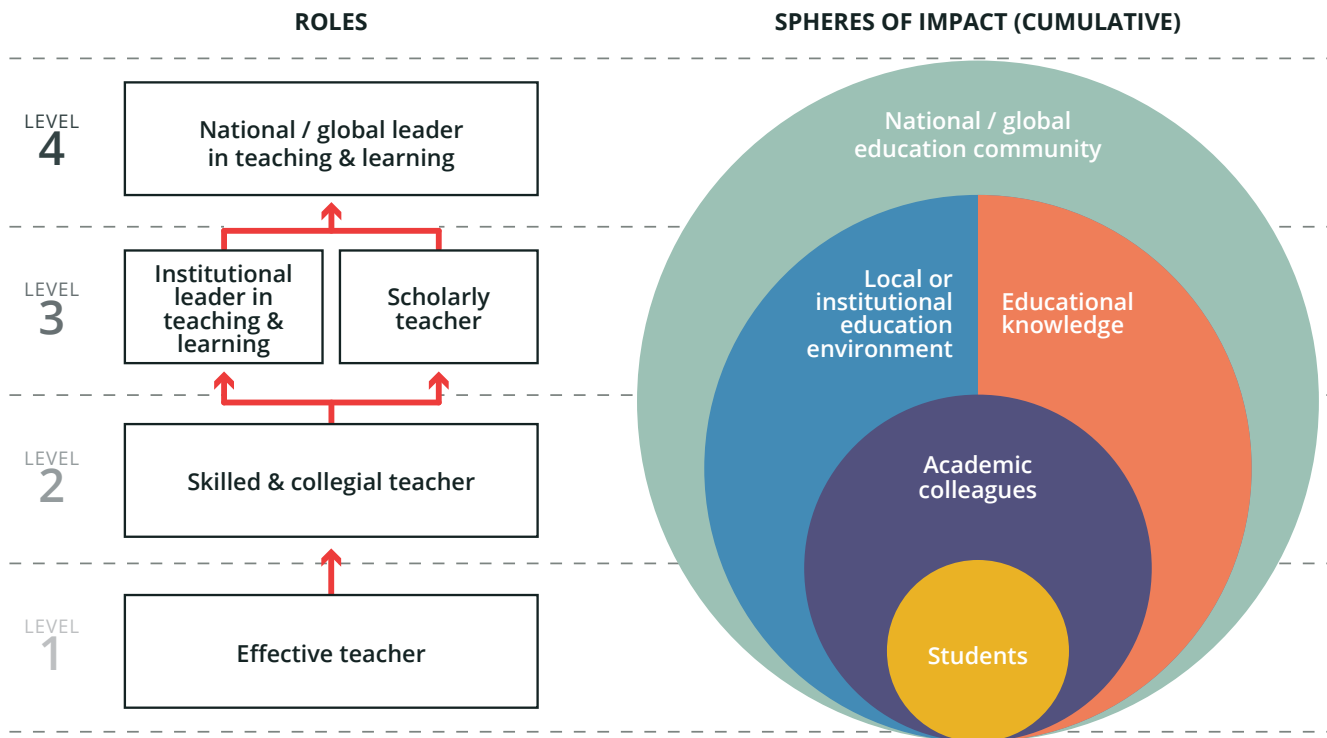 ROLES
SPHERES OF IMPACT (CUMULATIVE)
LEVEL
4
National / global leader
in teaching & learning
National / global
education community
LEVEL
3
Institutional
leader in
teaching &
learning
Scholarly
teacher
Local or
institutional
education
environment
Educational
knowledge
LEVEL
2
Skilled & collegial teacher
Academic
colleagues
LEVEL
1
Effective teacher
Students